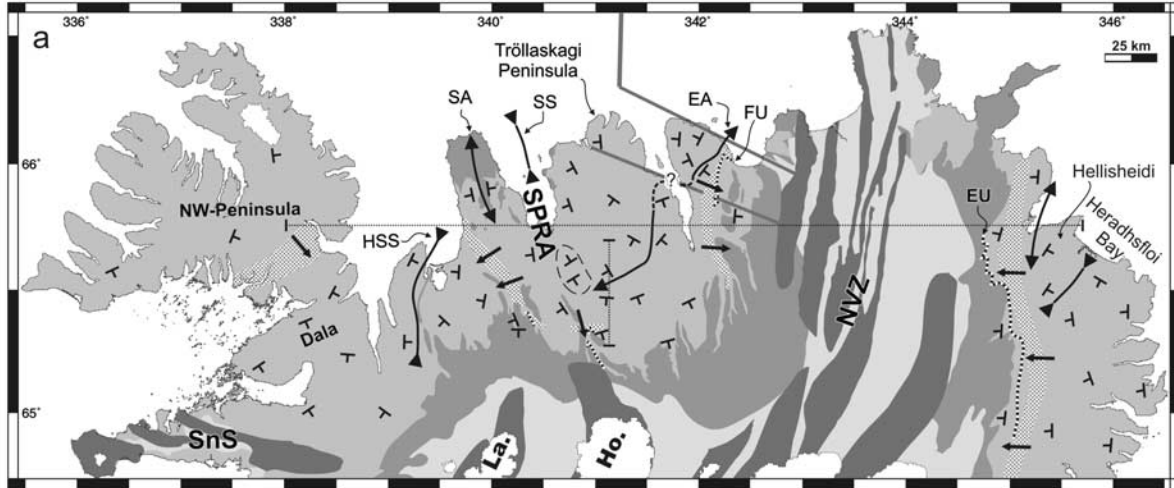 336°
338°
340°
342°
344°
346°
a
25 km
Tröllaskagi
Peninsula
SA
SS
EA
FU
66°
?
Hellisheidi
NW-Peninsula
SPRA
EU
Heradhsfloi
Bay
HSS
NVZ
Dala
65°
SnS
La.
Ho.